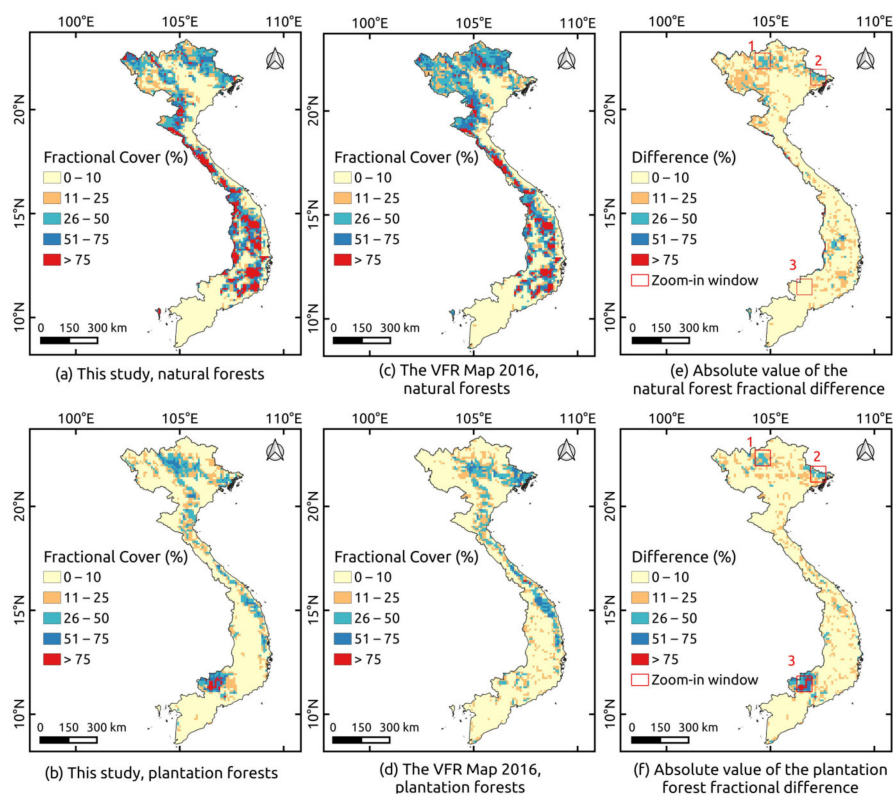 100°E 105°E 110°E 100°E 105°E 110°E 100°E 105°E 110°E
20°N
15°N
10°N
Fractional Cover (%)
0 – 10
11 – 25
26 – 50
51 – 75
> 75
0 150 300 km
(a) This study, natural forests
Fractional Cover (%)
0 – 10
11 – 25
26 – 50
51 – 75
> 75
0 150 300 km
(c) The VFR Map 2016,
natural forests
1
2
20°N
15°N
10°N
Difference (%)
0 – 10
11 – 25
26 – 50
51 – 75
> 75
Zoom-in window
3
0 150 300 km
(e) Absolute value of the
natural forest fractional difference
100°E 105°E 110°E 100°E 105°E 110°E 100°E 105°E 110°E
20°N
15°N
10°N
Fractional Cover (%)
0 – 10
11 – 25
26 – 50
51 – 75
> 75
0 150 300 km
(b) This study, plantation forests
Fractional Cover (%)
0 – 10
11 – 25
26 – 50
51 – 75
> 75
0 150 300 km
(d) The VFR Map 2016,
plantation forests
1
2
20°N
15°N
10°N
Difference (%)
0 – 10
11 – 25
26 – 50
51 – 75
> 75
Zoom-in window
3
0 150 300 km
(f) Absolute value of the plantation
forest fractional difference